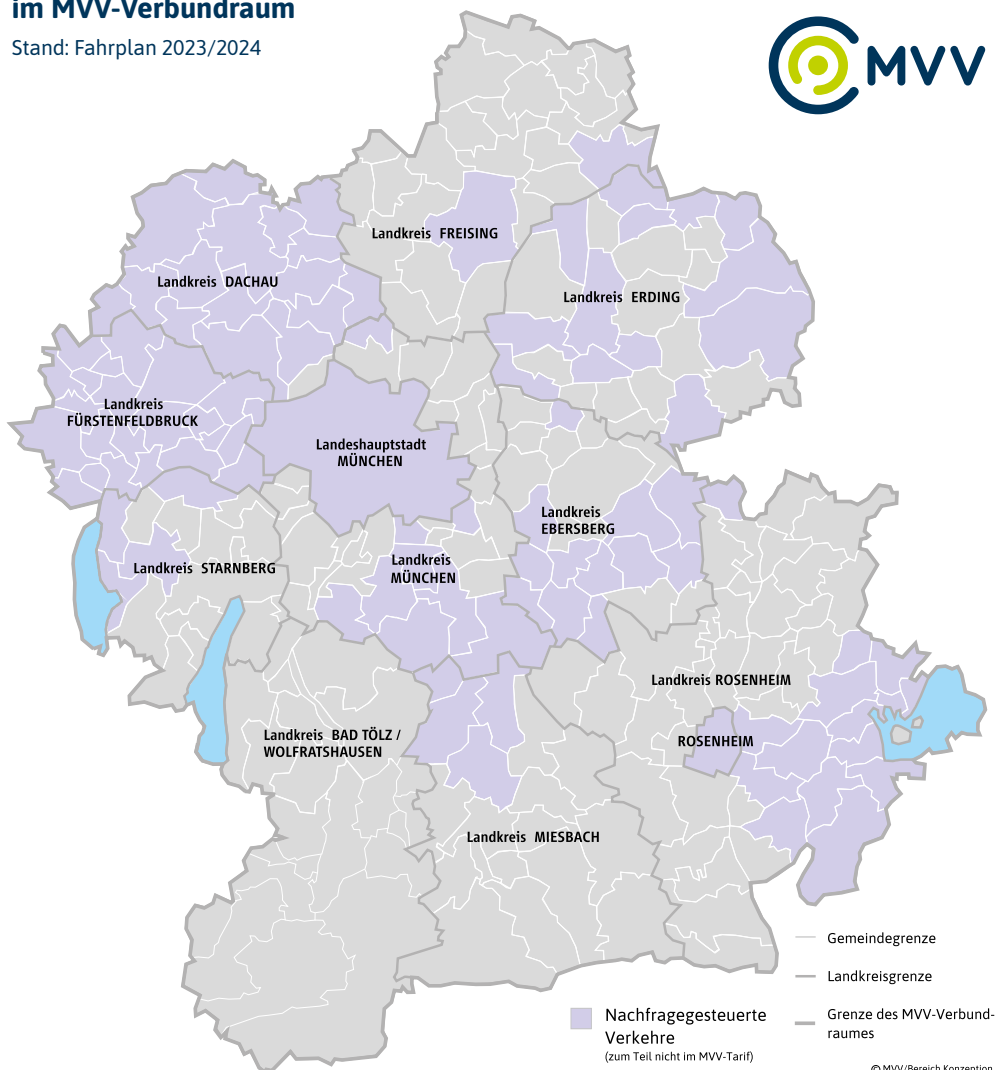 im MVV-Verbundraum
Stand: Fahrplan 2023/2024
MVV
Landkreis FREISING
Landkreis DACHAU
Landkreis ERDING
Landkreis
FÜRSTENFELDBRUCK
Landeshauptstadt
MÜNCHEN
Landkreis
EBERSBERG
Landkreis STARNBERG
Landkreis
MÜNCHEN
Landkreis ROSENHEIM
Landkreis BAD TÖLZ /
WOLFRATSHAUSEN
ROSENHEIM
Landkreis MIESBACH
Gemeindegrenze
Landkreisgrenze
Grenze des MVV-Verbund-
raumes
Nachfragegesteuerte
Verkehre
(zum Teil nicht im MVV-Tarif)
© MVV/Bereich Konzeption